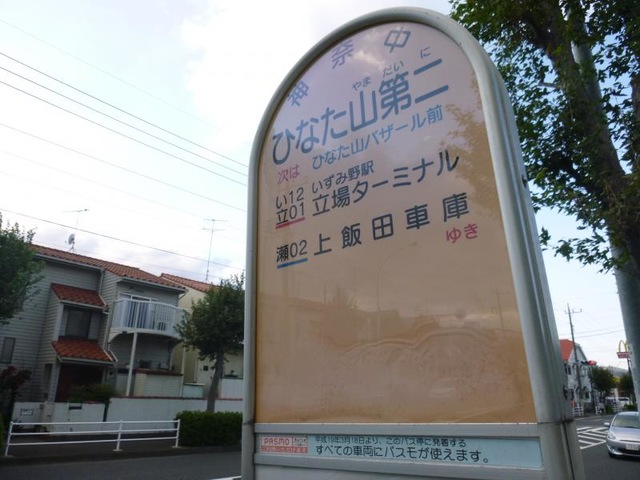 神奈中
やまだいに
ひなた山第二
次は ひなた山バザール前
い12 いずみ野駅
立01 立場ターミナル
瀬02 上飯田車庫
ゆき
PASMO
平成19年3月18日より、このバス停に発着する
すべての車両にパスモが使えます。